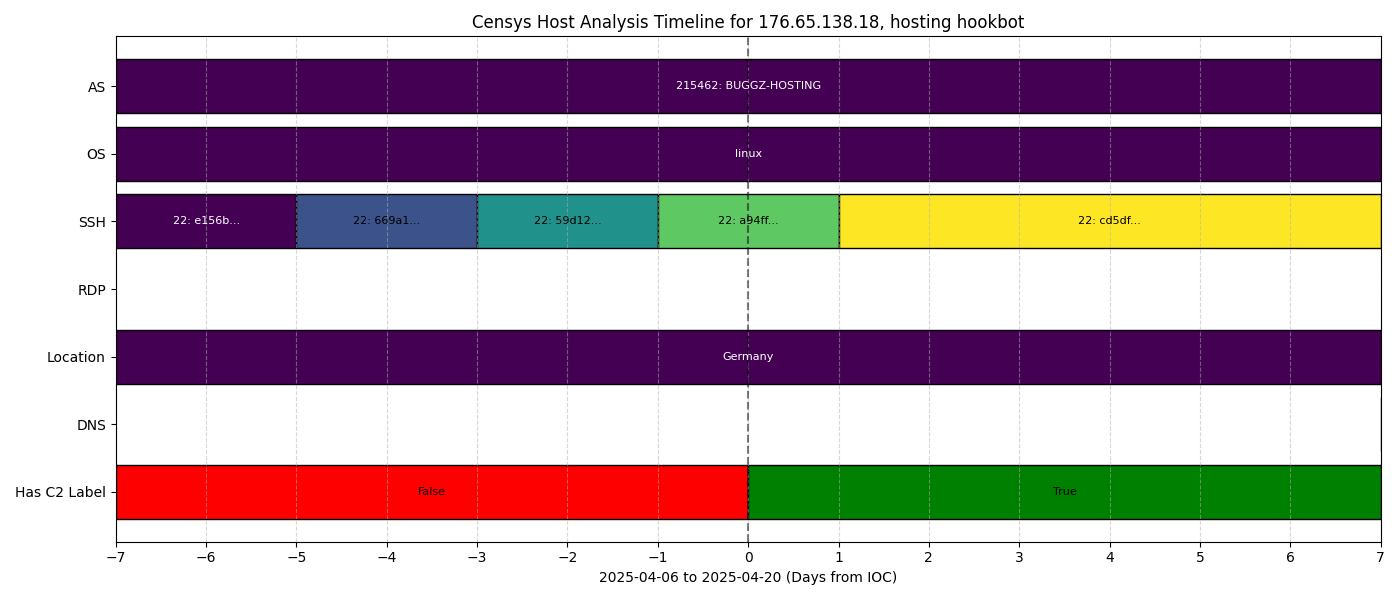 Censys Host Analysis Timeline for 176.65.138.18, hosting hookbot
AS
215462: BUGGZ-HOSTING
OS
linux
SSH
22: e156b...
22: 669a1...
22: 59d12...
22: a94ff...
22: cd5df...
RDP
Location
Germany
DNS
Has C2 Label
False
True
−7 −6 −5 −4 −3 −2 −1 0 1 2 3 4 5 6 7
2025-04-06 to 2025-04-20 (Days from IOC)